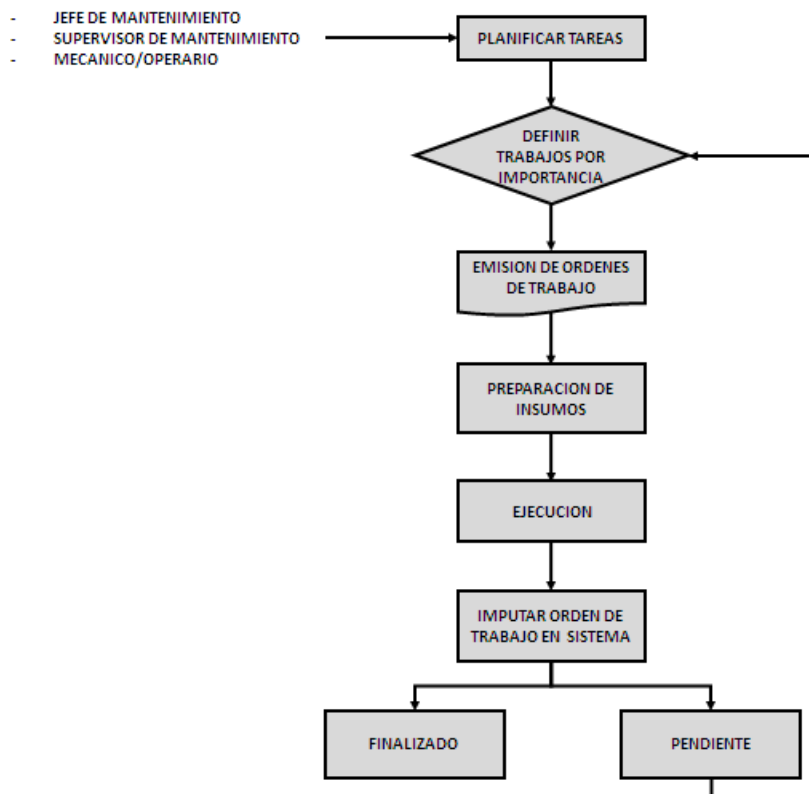 - JEFE DE MANTENIMIENTO
- SUPERVISOR DE MANTENIMIENTO
- MECANICO/OPERARIO
PLANIFICAR TAREAS
DEFINIR
TRABAJOS POR
IMPORTANCIA
EMISION DE ORDENES
DE TRABAJO
PREPARACION DE
INSUMOS
EJECUCION
IMPUTAR ORDEN DE
TRABAJO EN SISTEMA
FINALIZADO
PENDIENTE